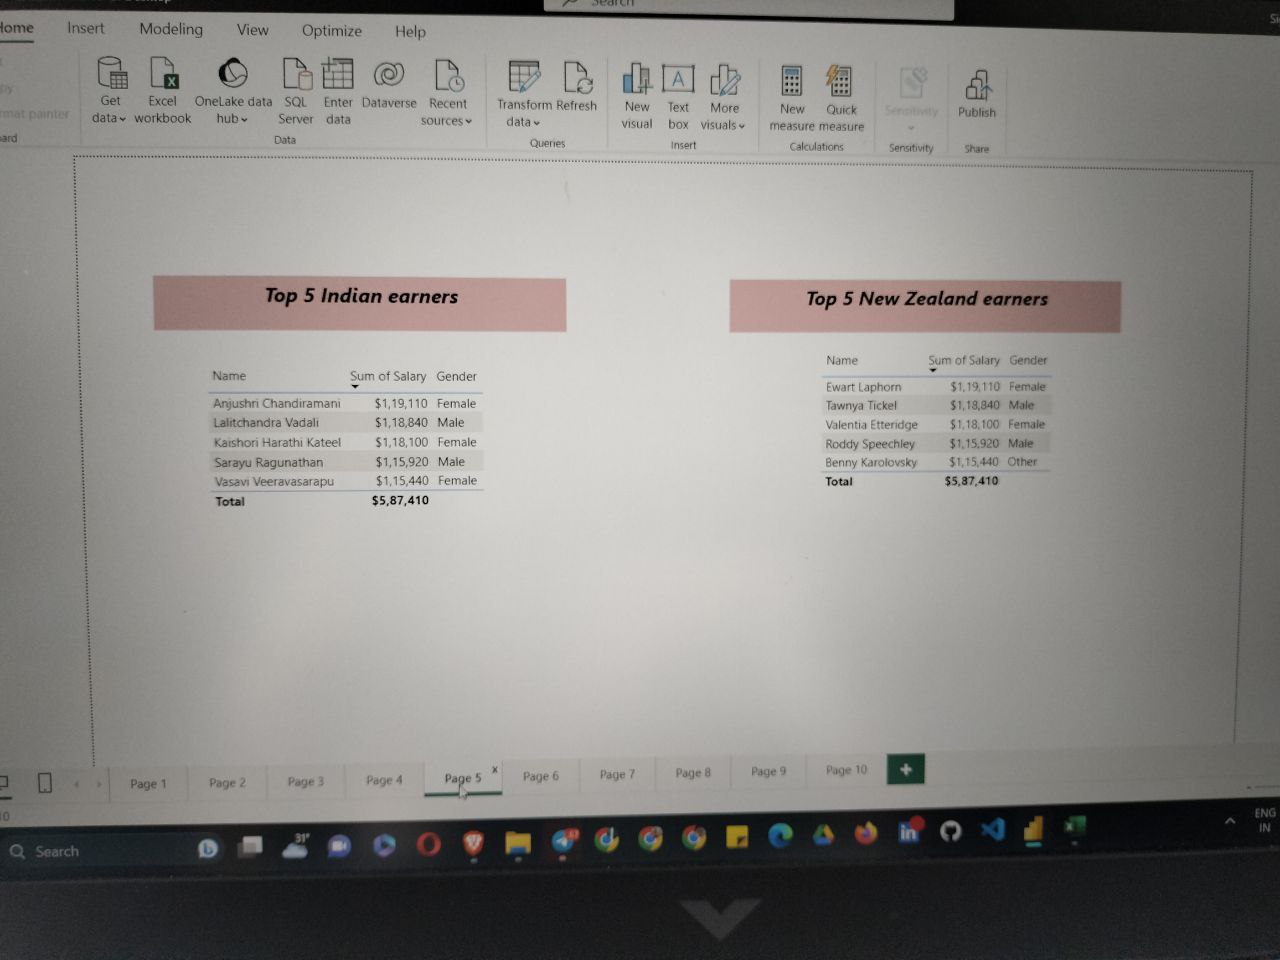 Search
Home Insert Modeling View Optimize Help
Get data
Excel workbook
OneLake data hub
SQL Server
Enter data
Dataverse
Recent sources
Transform data
Refresh
New visual
Text box
More visuals
New measure
Quick measure
Sensitivity
Publish
Data
Queries
Insert
Calculations
Sensitivity
Share
Top 5 Indian earners
Name Sum of Salary Gender
Anjushri Chandiramani $1,19,110 Female
Lalitchandra Vadali $1,18,840 Male
Kaishori Harathi Kateel $1,18,100 Female
Sarayu Ragunathan $1,15,920 Male
Vasavi Veeravasarapu $1,15,440 Female
Total $5,87,410
Top 5 New Zealand earners
Name Sum of Salary Gender
Ewart Laphorn $1,19,110 Female
Tawnya Tickel $1,18,840 Male
Valentia Etteridge $1,18,100 Female
Roddy Speechley $1,15,920 Male
Benny Karolovsky $1,15,440 Other
Total $5,87,410
Page 1 Page 2 Page 3 Page 4 Page 5 x Page 6 Page 7 Page 8 Page 9 Page 10 +
Search
31°
ENG
IN